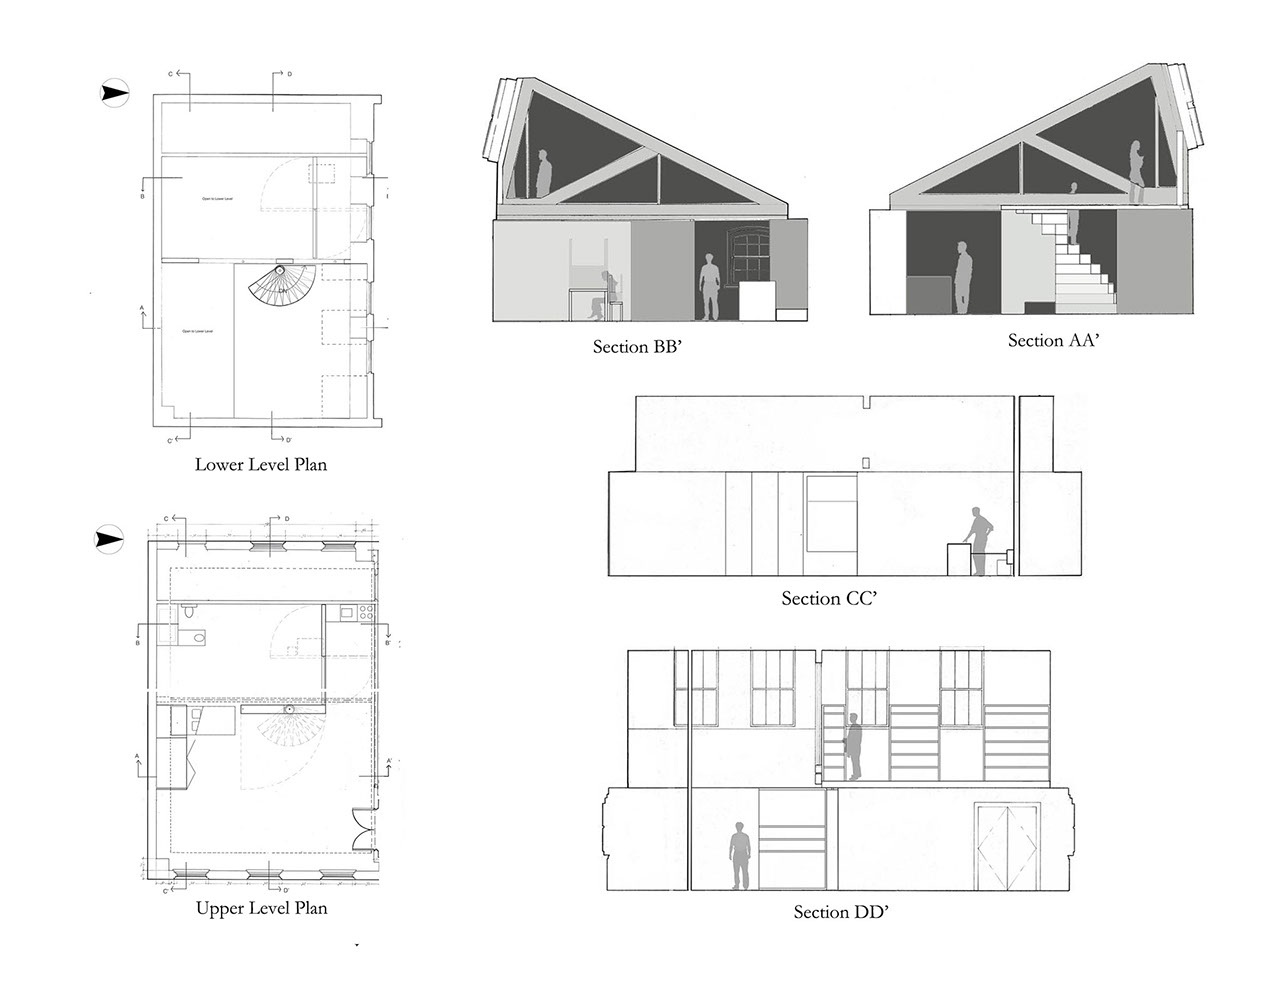 C
D
Open to Lower Level
B
Open to Lower Level
DN
A
C'
D'
Lower Level Plan
C
D
B
B'
A
A'
C'
D'
Upper Level Plan
Section BB'
Section AA'
Section CC'
Section DD'